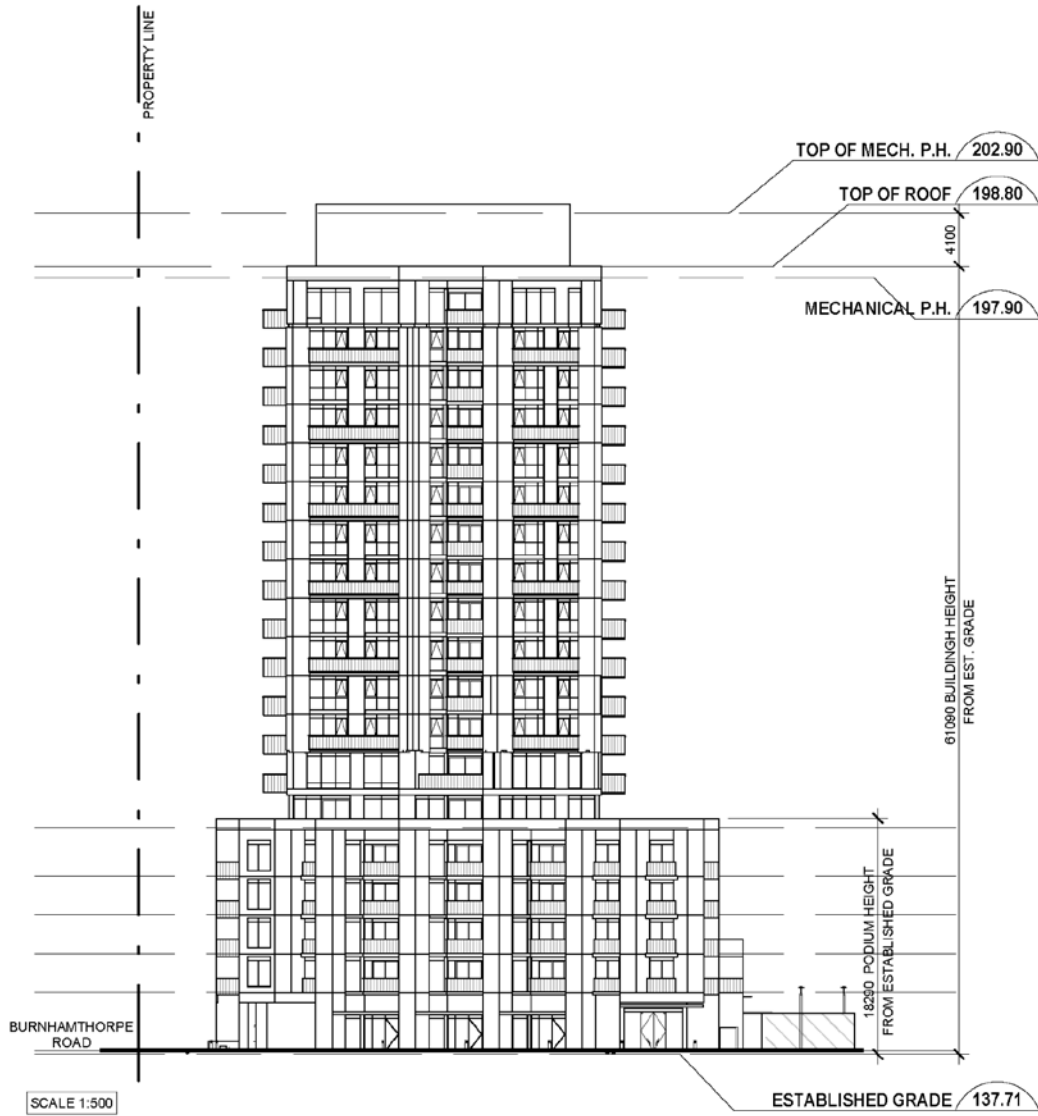 PROPERTY LINE
TOP OF MECH. P.H. 202.90
TOP OF ROOF 198.80
4100
MECHANICAL P.H. 197.90
61090 BUILDINGH HEIGHT
FROM EST. GRADE
18290 PODIUM HEIGHT
FROM ESTABLISHED GRADE
BURNHAMTHORPE
ROAD
SCALE 1:500
ESTABLISHED GRADE 137.71